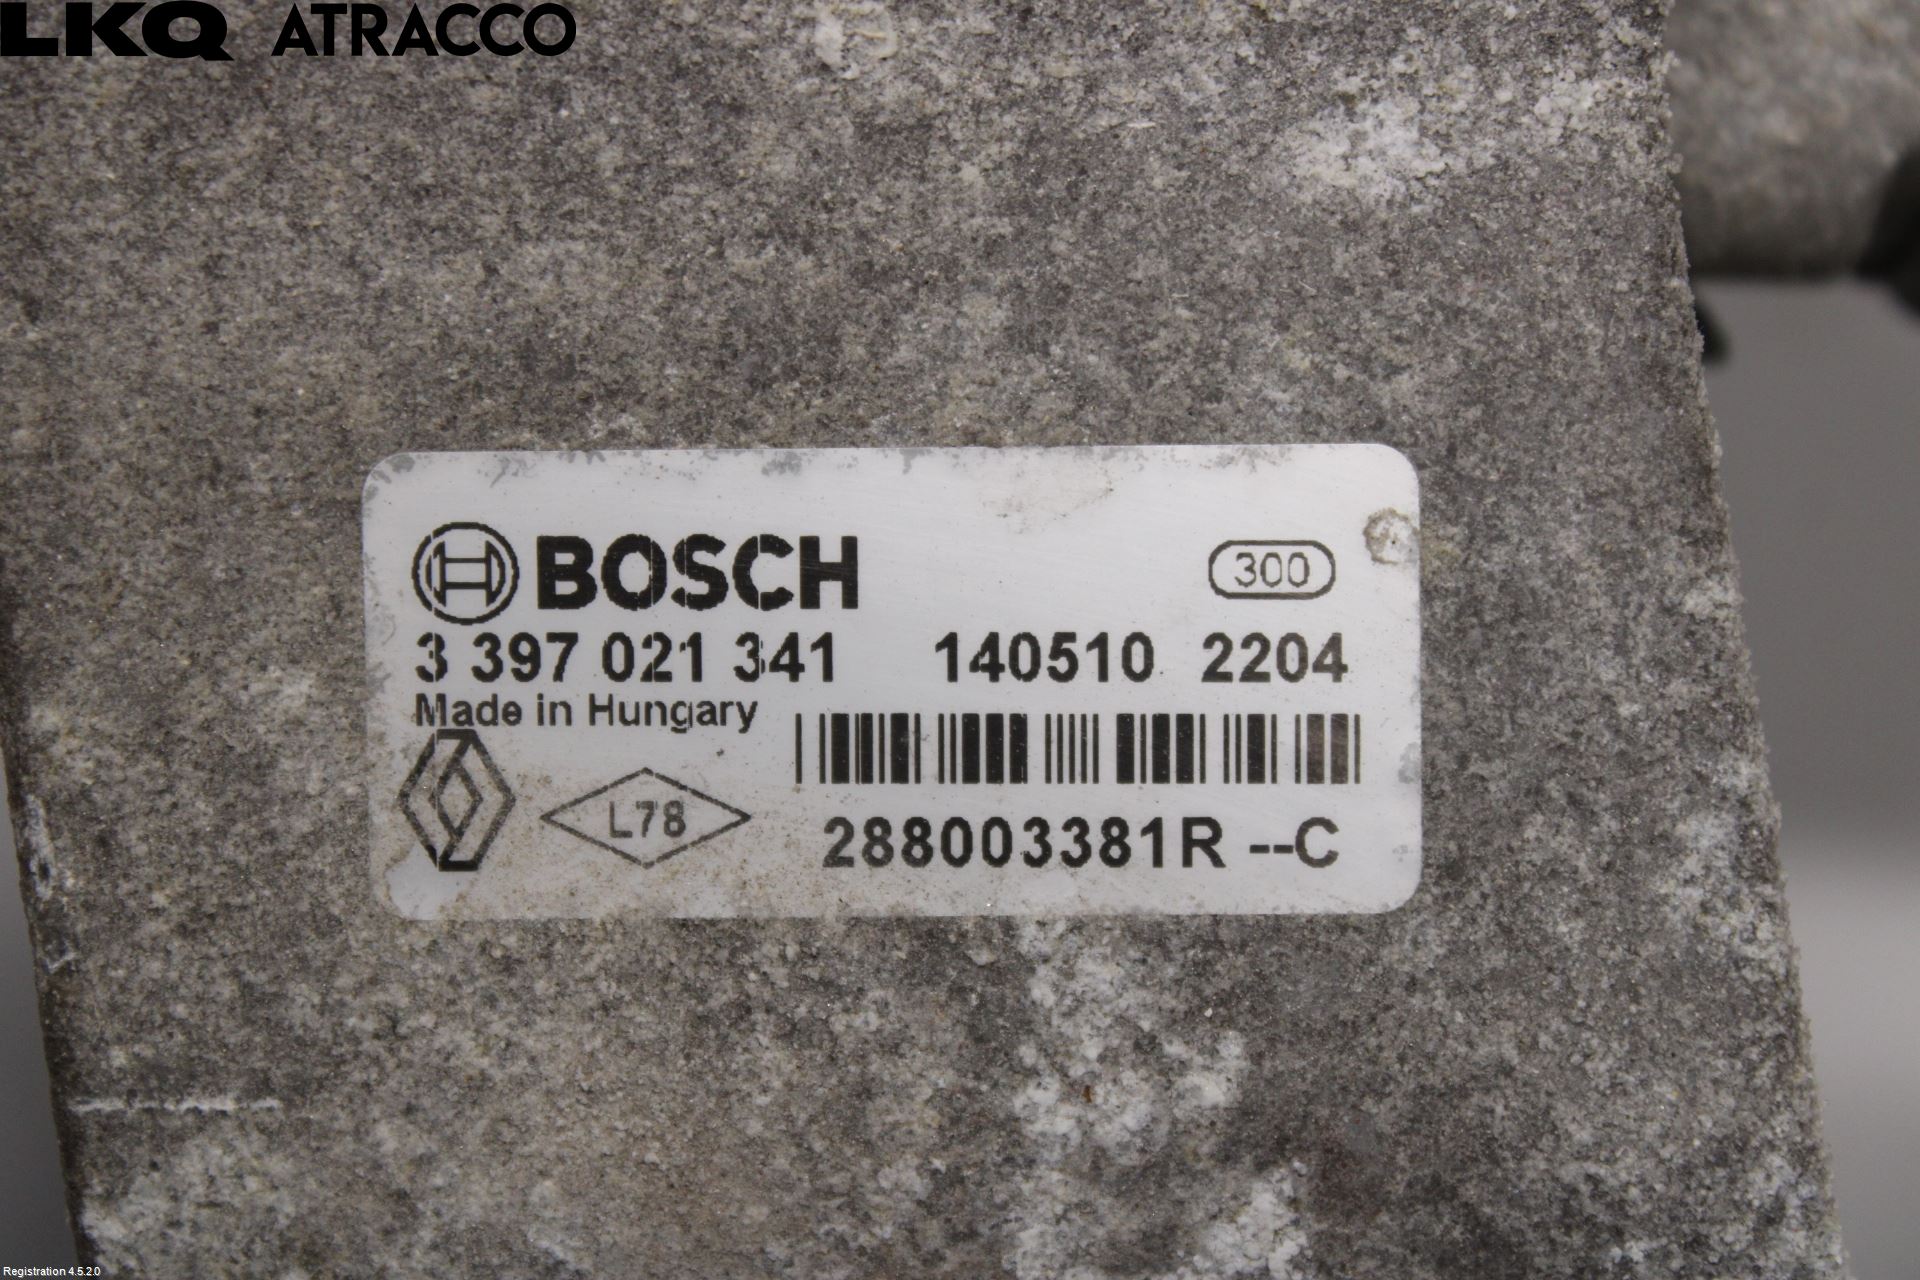 LKQ ATRACCO
BOSCH 300
3 397 021 341 140510 2204
Made in Hungary
L78
288003381R --C
Registration 4.5.2.0